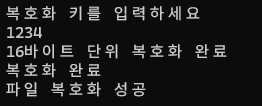 복호화 키를 입력하세요
1234
16바이트 단위 복호화 완료
복호화 완료
파일 복호화 성공